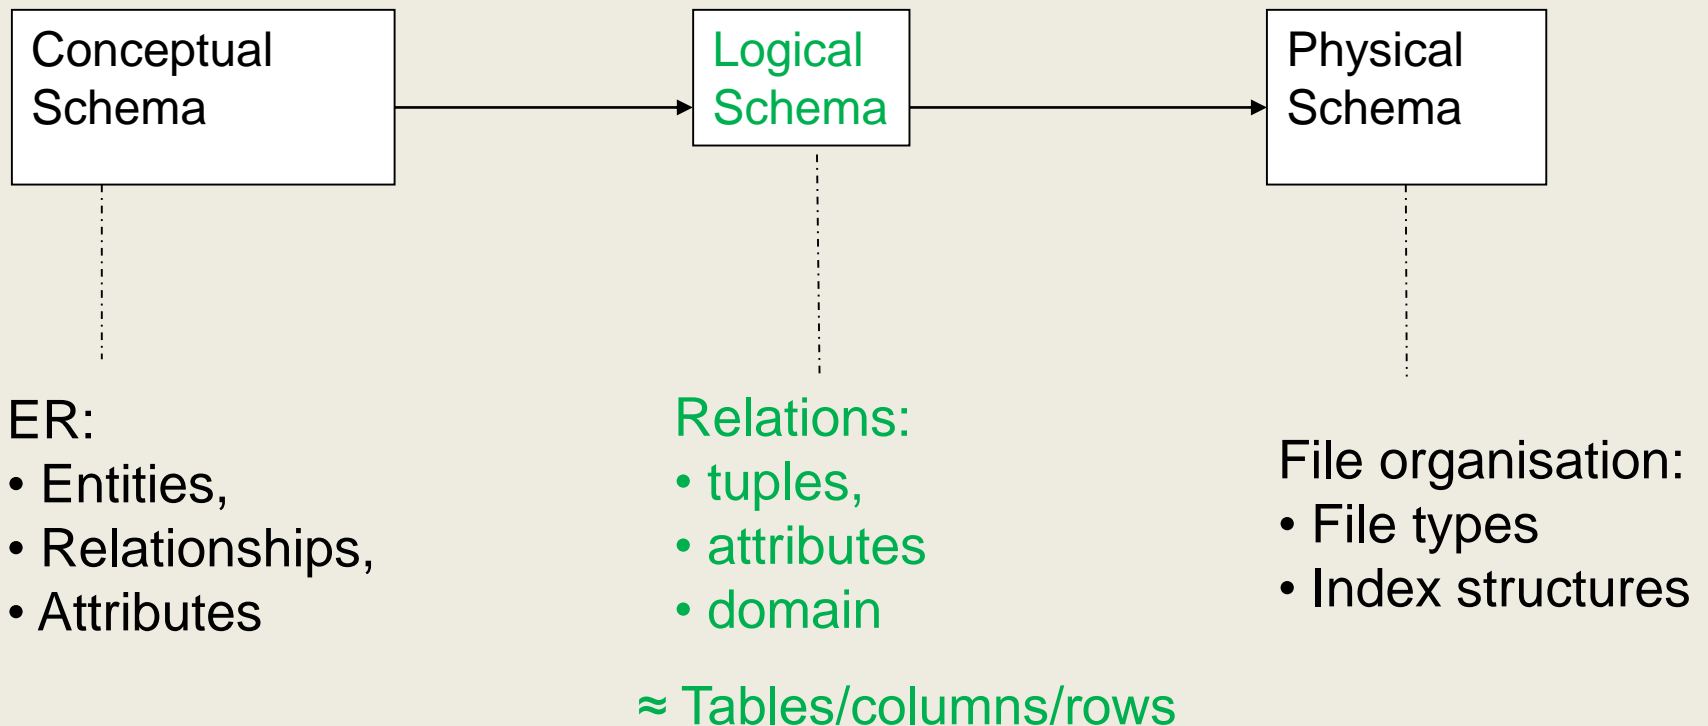 Conceptual
Schema
Logical
Schema
Physical
Schema
ER:
• Entities,
• Relationships,
• Attributes
Relations:
• tuples,
• attributes
• domain
≈ Tables/columns/rows
File organisation:
• File types
• Index structures